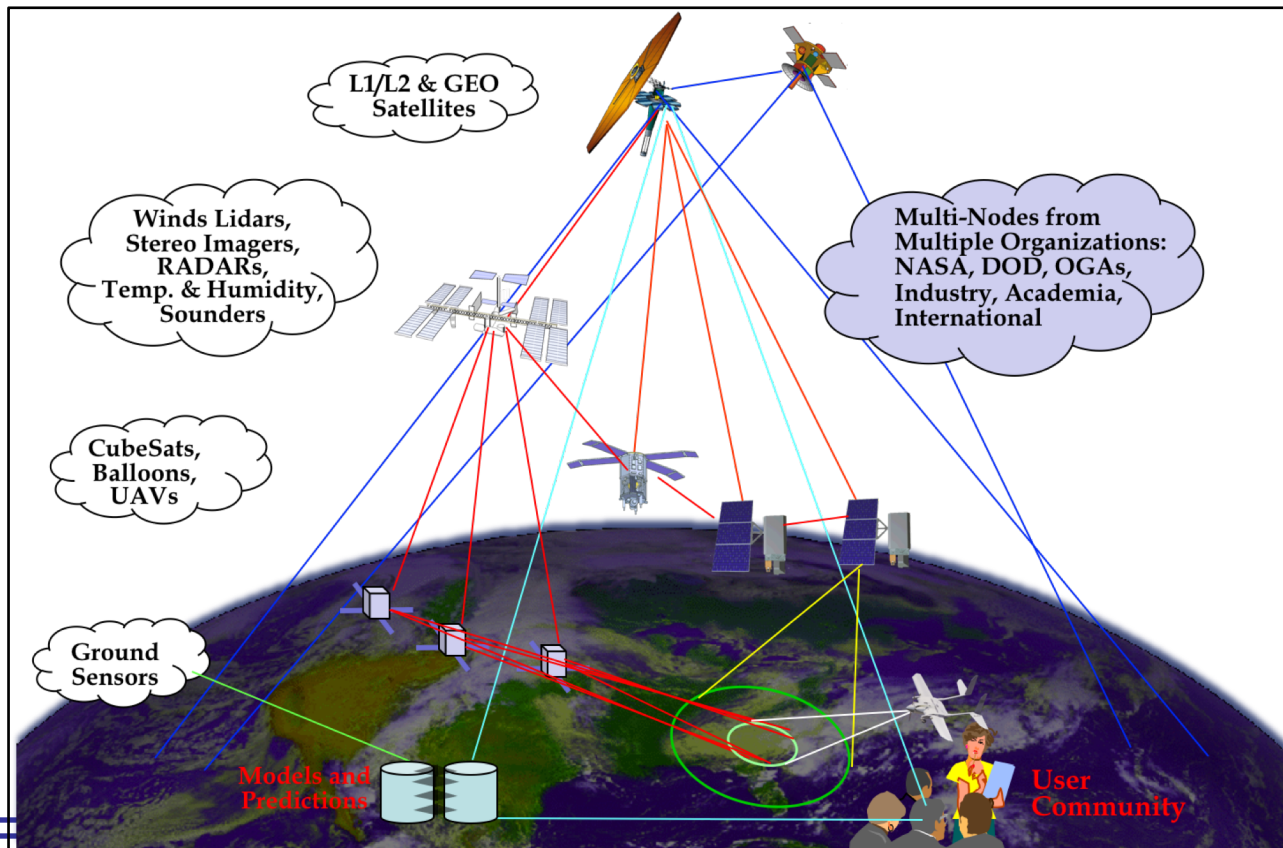 L1/L2 & GEO
Satellites
Winds Lidars,
Stereo Imagers,
RADARs,
Temp. & Humidity,
Sounders
Multi-Nodes from
Multiple Organizations:
NASA, DOD, OGAs,
Industry, Academia,
International
CubeSats,
Balloons,
UAVs
Ground
Sensors
Models and
Predictions
User
Community